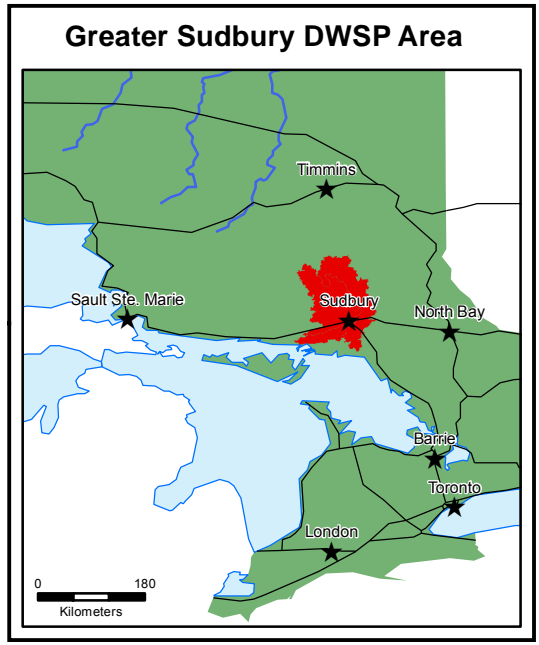 Greater Sudbury DWSP Area
Timmins
Sault Ste. Marie
Sudbury
North Bay
Barrie
Toronto
London
0 180
Kilometers